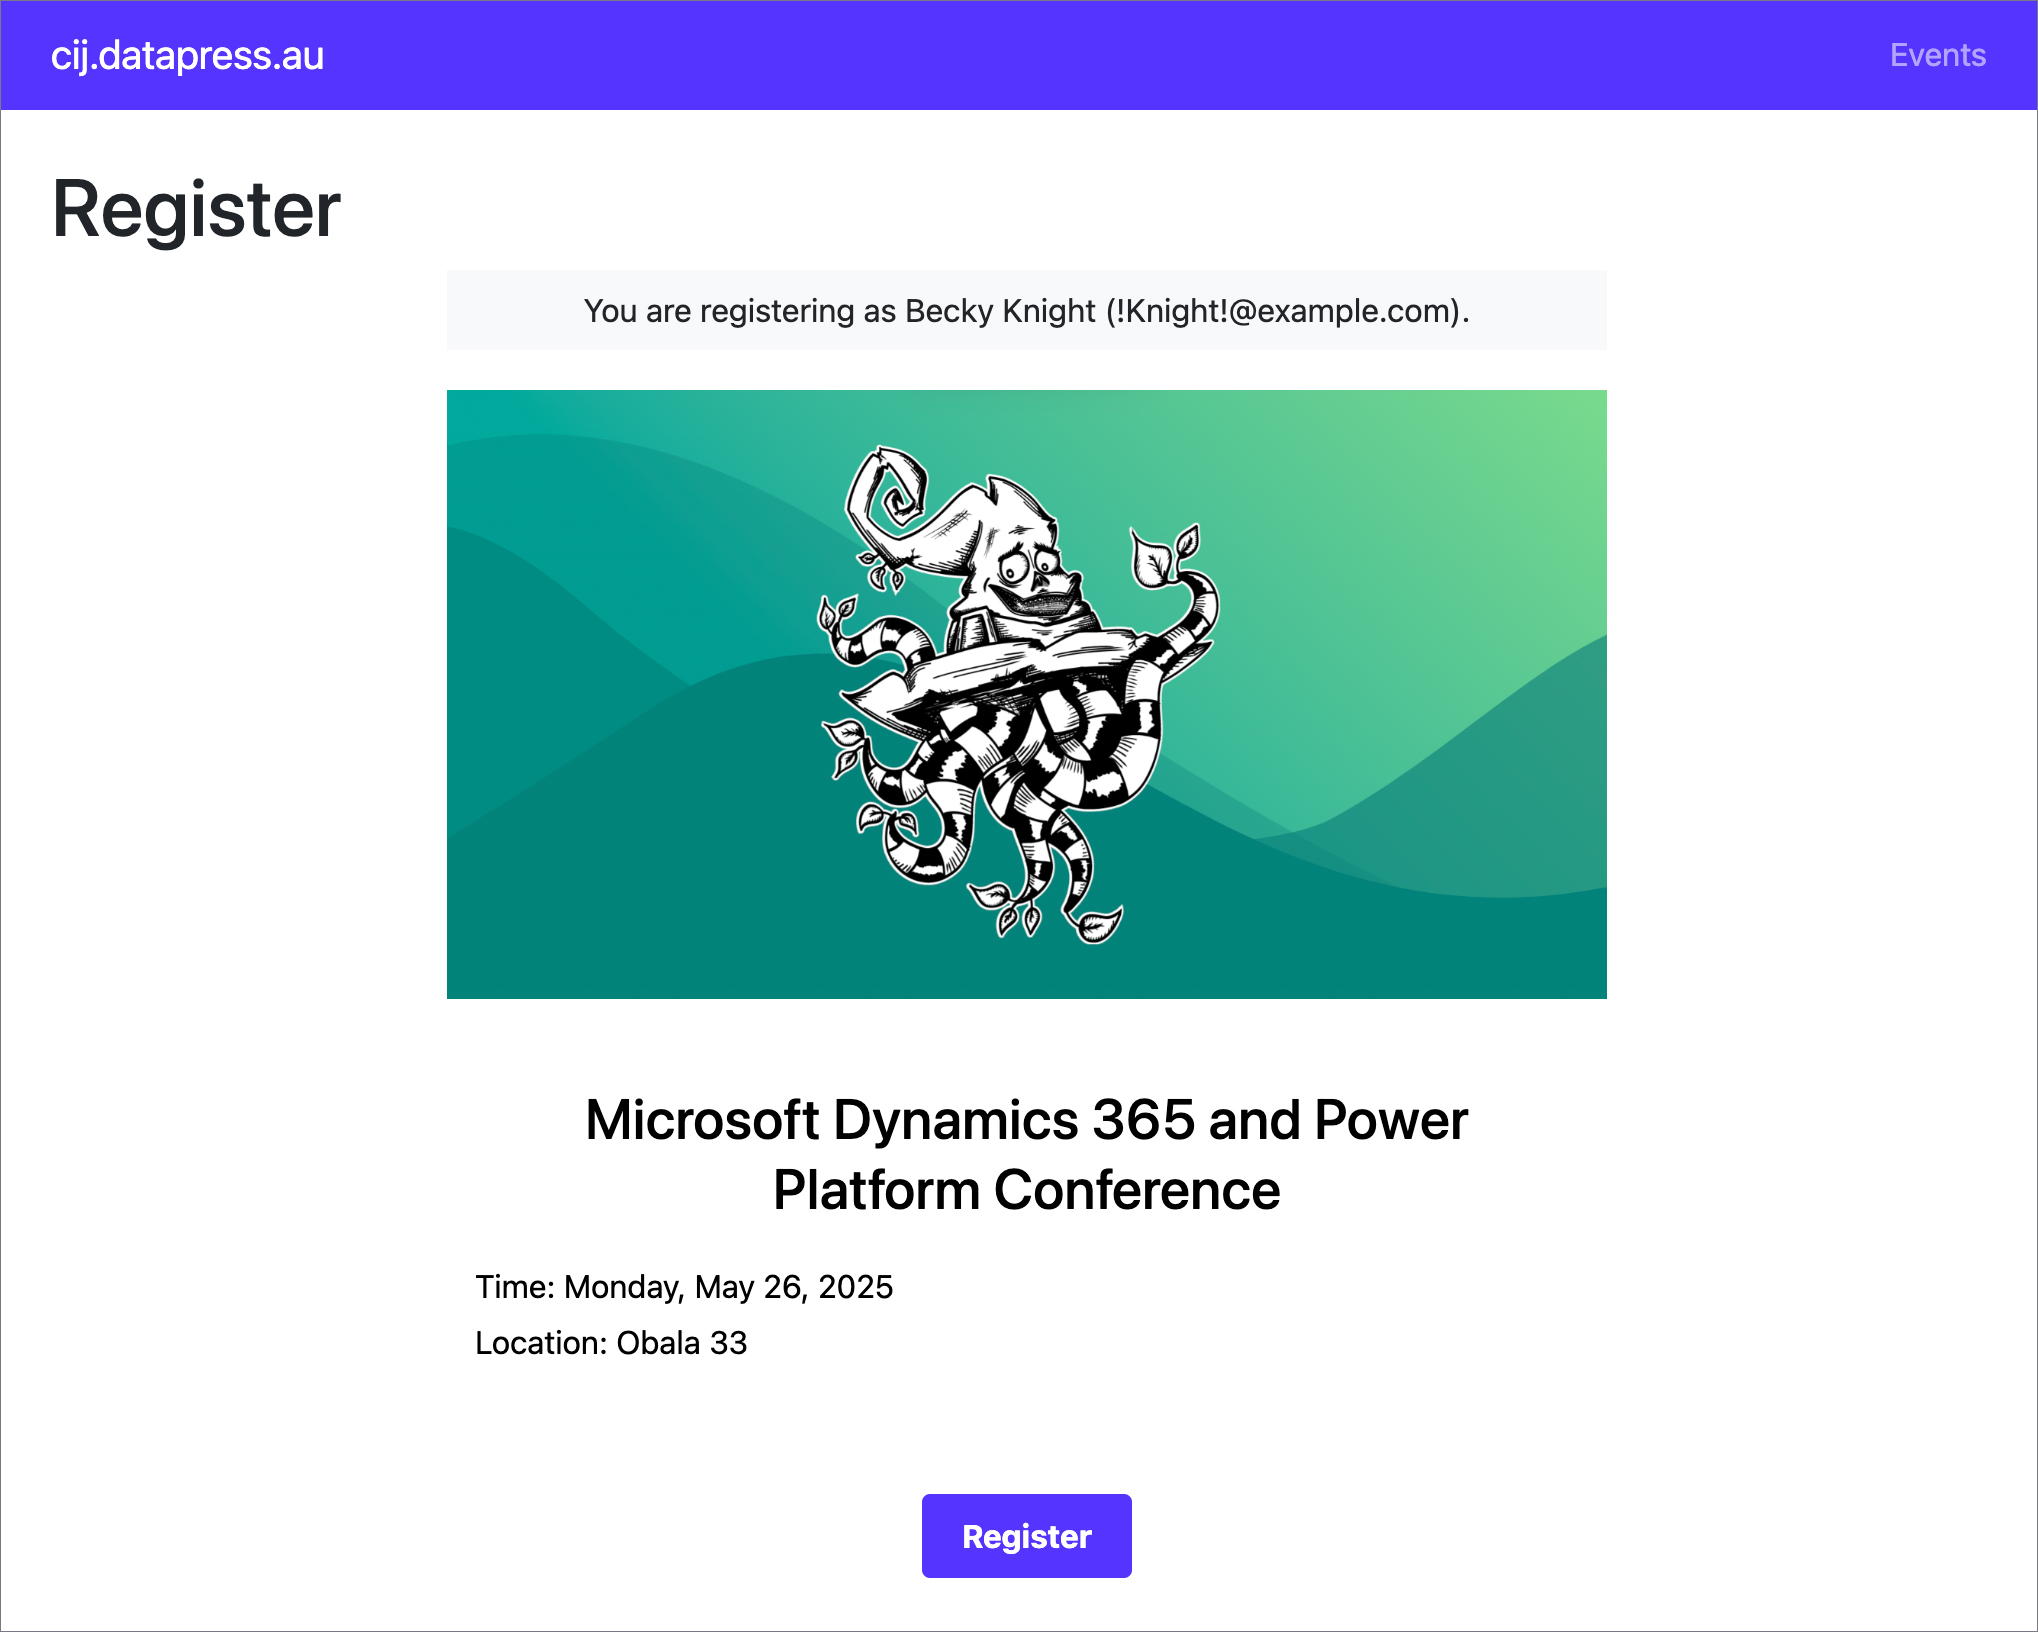 cij.datapress.au
Events
Register
You are registering as Becky Knight (!Knight!@example.com).
Microsoft Dynamics 365 and Power
Platform Conference
Time: Monday, May 26, 2025
Location: Obala 33
Register